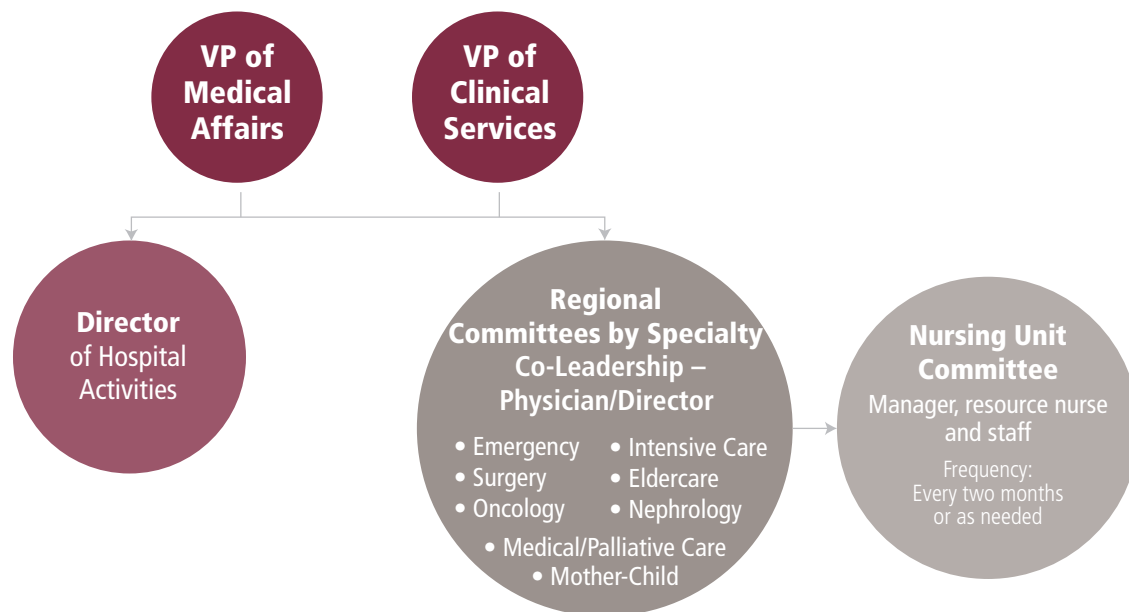 VP of
Medical
Affairs
VP of
Clinical
Services
Director
of Hospital
Activities
Regional
Committees by Specialty
Co-Leadership –
Physician/Director
• Emergency
• Surgery
• Oncology
• Intensive Care
• Eldercare
• Nephrology
• Medical/Palliative Care
• Mother-Child
Nursing Unit
Committee
Manager, resource nurse
and staff
Frequency:
Every two months
or as needed